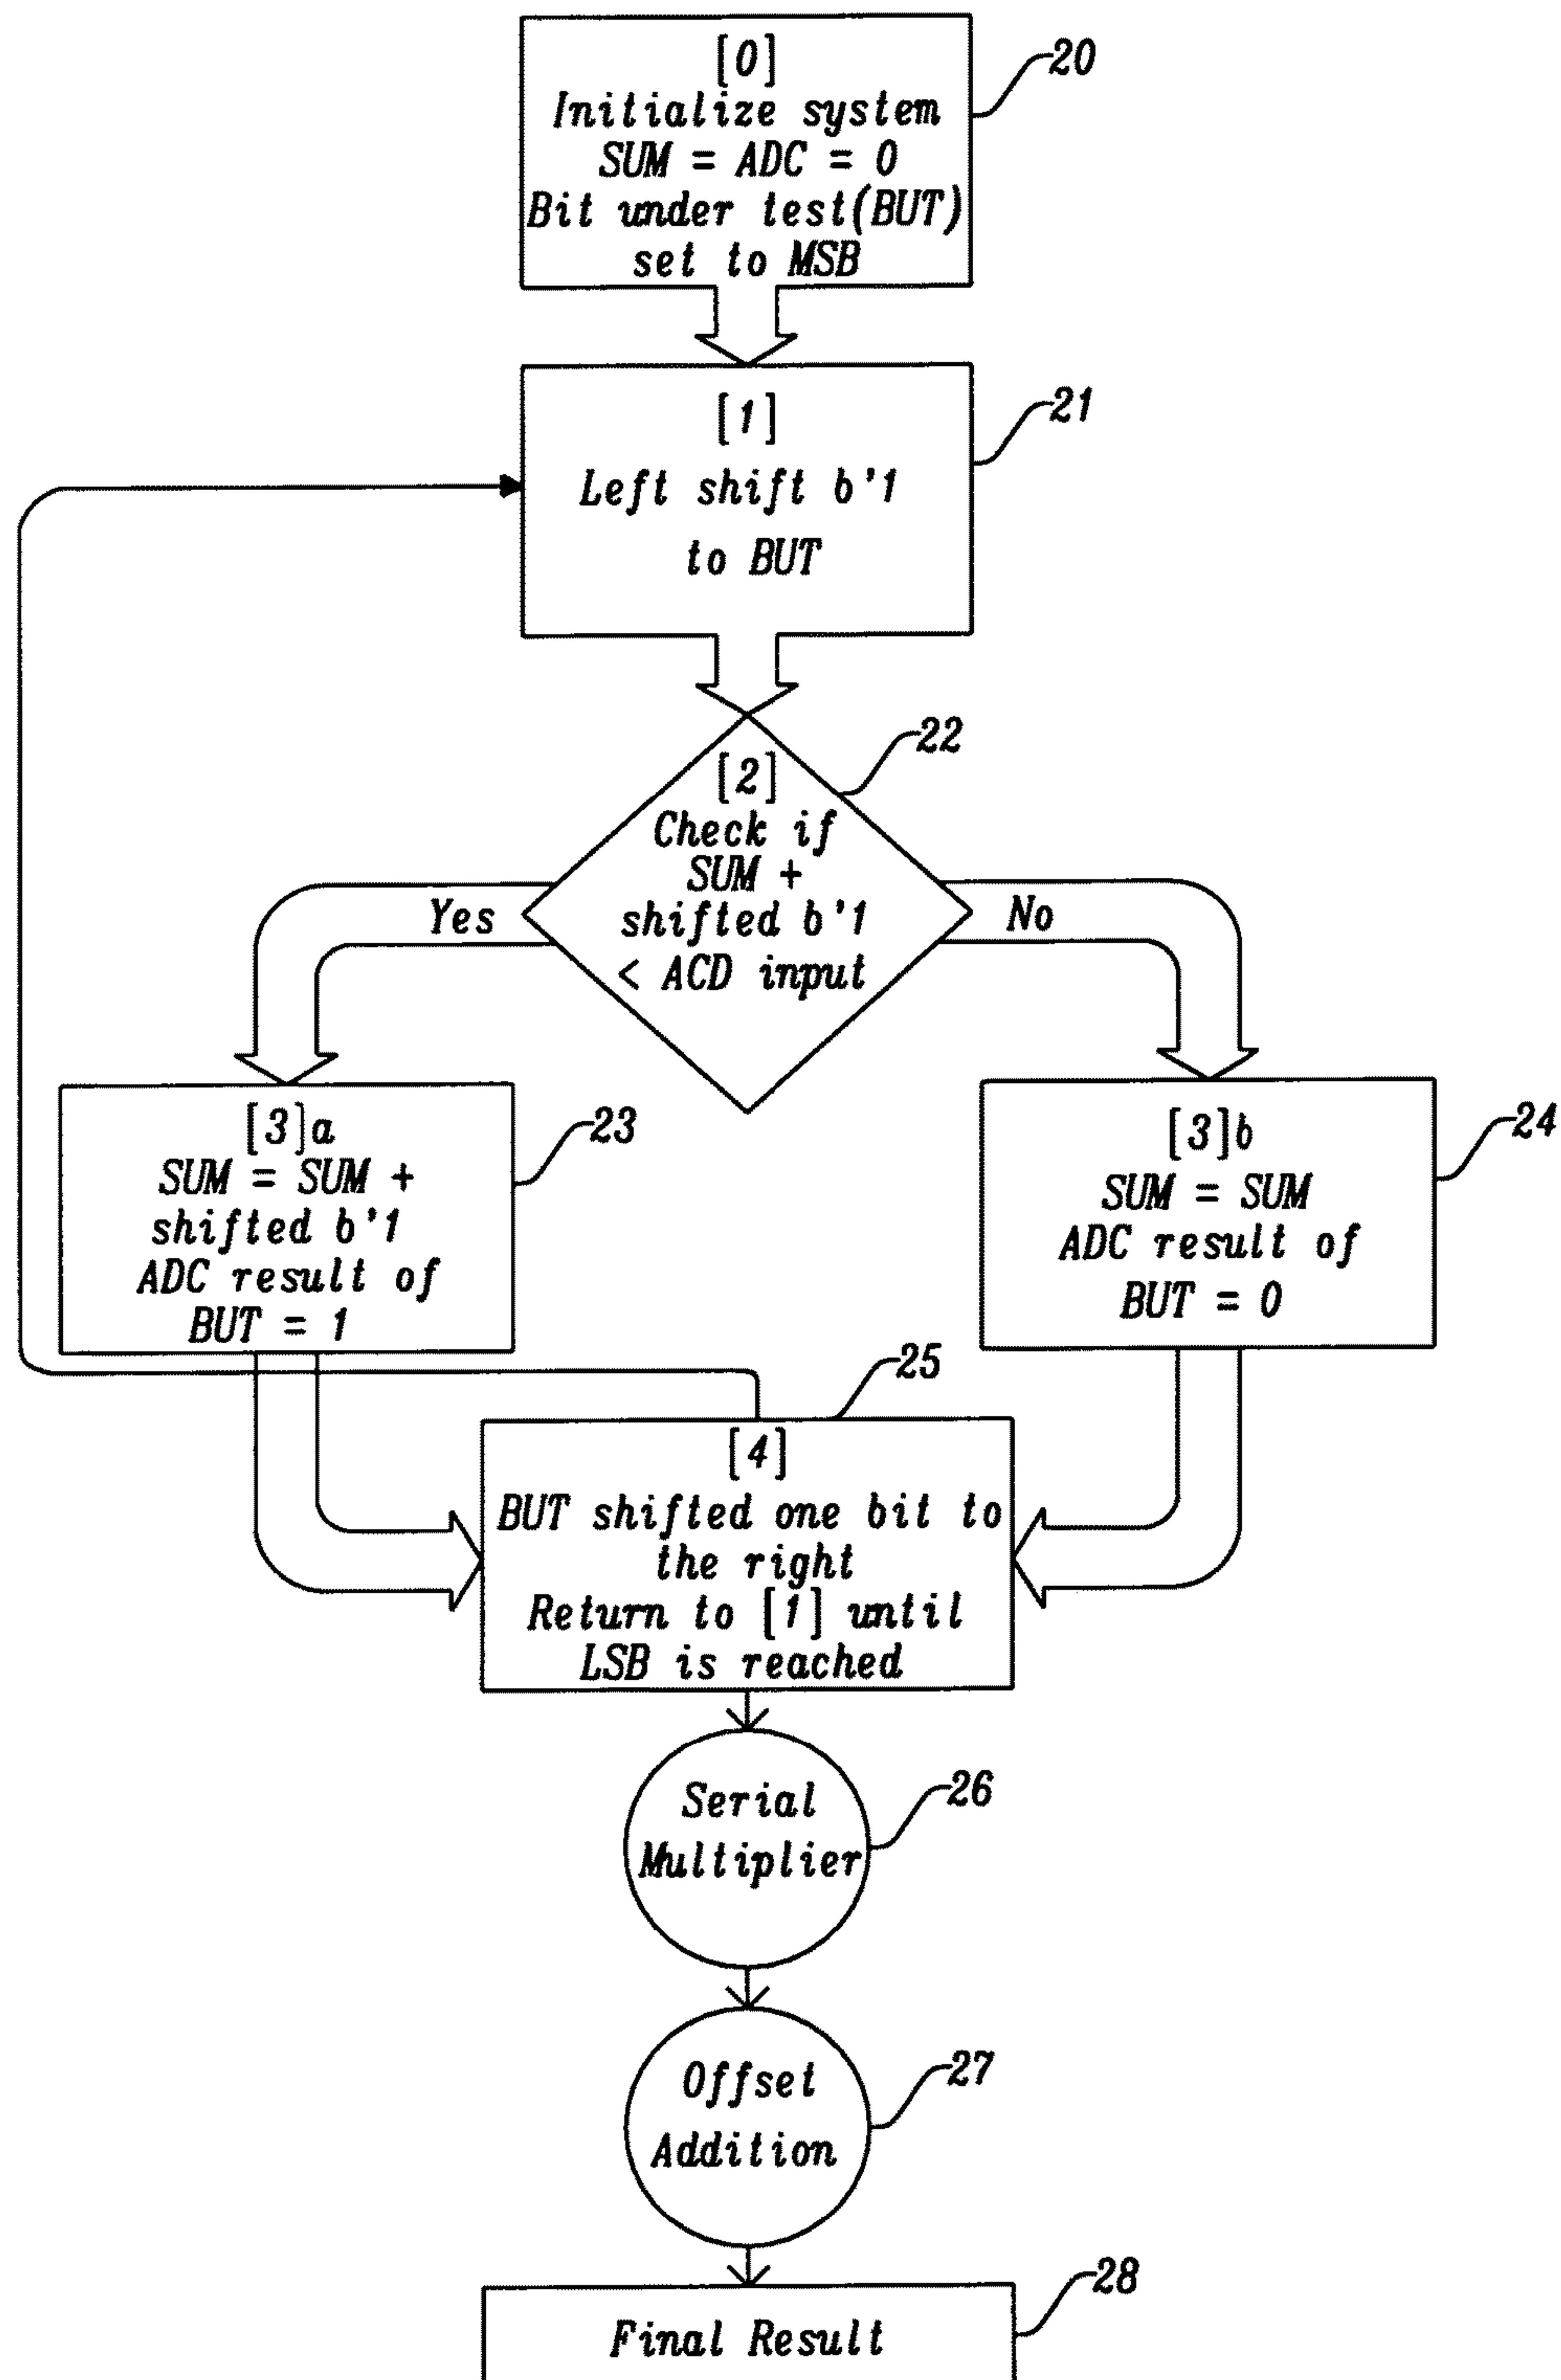 [0]
20
Initialize system
SUM = ADC = 0
Bit under test(BUT)
set to MSB
[1]
21
Left shift b'1
to BUT
22
[2]
Check if
SUM +
shifted b'1
< ACD input
Yes
No
[3]a
23
SUM = SUM +
shifted b'1
ADC result of
BUT = 1
[3]b
24
SUM = SUM
ADC result of
BUT = 0
25
[4]
BUT shifted one bit to
the right
Return to [1] until
LSB is reached
26
Serial
Multiplier
27
Offset
Addition
28
Final Result